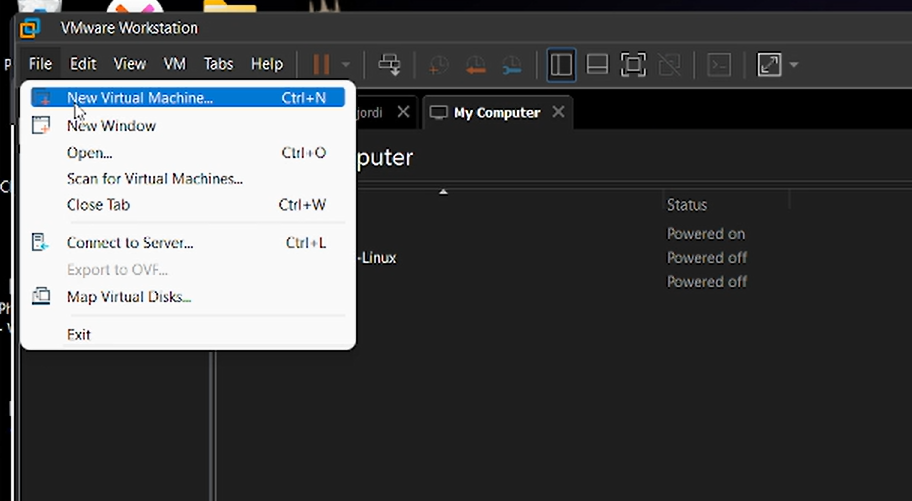 VMware Workstation
File Edit View VM Tabs Help
New Virtual Machine... Ctrl+N
New Window
Open... Ctrl+O
Scan for Virtual Machines...
Close Tab Ctrl+W
Connect to Server... Ctrl+L
Export to OVF...
Map Virtual Disks...
Exit
jordi
My Computer
puter
Status
Powered on
-Linux Powered off
Powered off